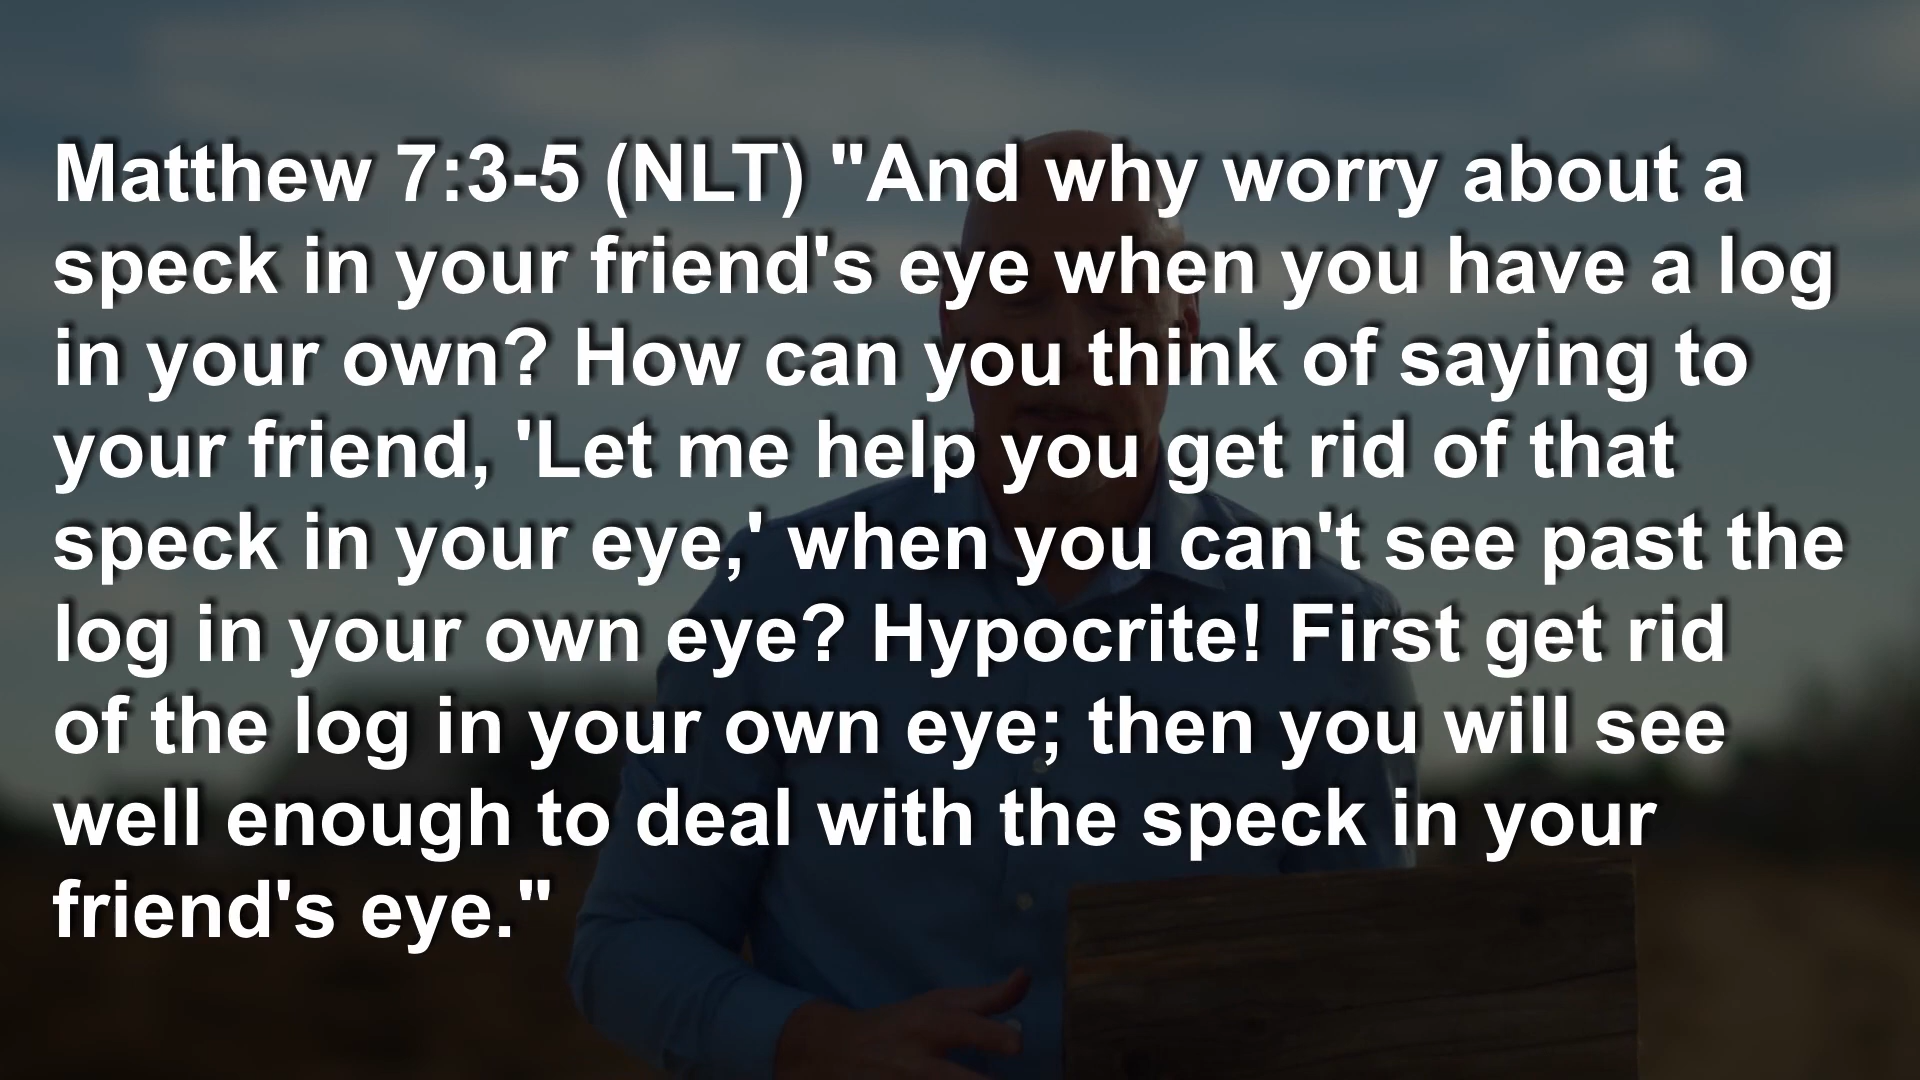 Matthew 7:3-5 (NLT) "And why worry about a
speck in your friend's eye when you have a log
in your own? How can you think of saying to
your friend, 'Let me help you get rid of that
speck in your eye,' when you can't see past the
log in your own eye? Hypocrite! First get rid
of the log in your own eye; then you will see
well enough to deal with the speck in your
friend's eye."